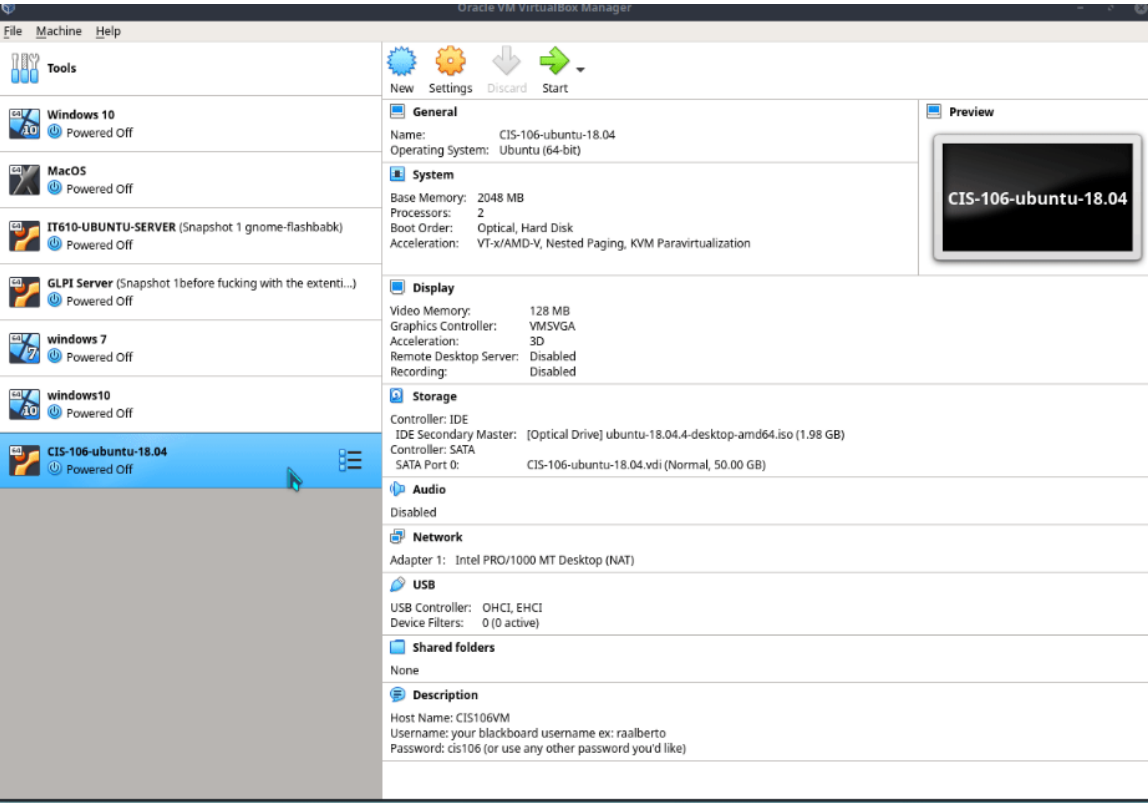 Oracle VM VirtualBox Manager
File Machine Help
Tools
Windows 10
Powered Off
MacOS
Powered Off
IT610-UBUNTU-SERVER (Snapshot 1 gnome-flashbabk)
Powered Off
GLPI Server (Snapshot 1before fucking with the extenti...)
Powered Off
windows 7
Powered Off
windows10
Powered Off
CIS-106-ubuntu-18.04
Powered Off
New Settings Discard Start
General
Name: CIS-106-ubuntu-18.04
Operating System: Ubuntu (64-bit)
Preview
CIS-106-ubuntu-18.04
System
Base Memory: 2048 MB
Processors: 2
Boot Order: Optical, Hard Disk
Acceleration: VT-x/AMD-V, Nested Paging, KVM Paravirtualization
Display
Video Memory: 128 MB
Graphics Controller: VMSVGA
Acceleration: 3D
Remote Desktop Server: Disabled
Recording: Disabled
Storage
Controller: IDE
IDE Secondary Master: [Optical Drive] ubuntu-18.04.4-desktop-amd64.iso (1.98 GB)
Controller: SATA
SATA Port 0: CIS-106-ubuntu-18.04.vdi (Normal, 50.00 GB)
Audio
Disabled
Network
Adapter 1: Intel PRO/1000 MT Desktop (NAT)
USB
USB Controller: OHCI, EHCI
Device Filters: 0 (0 active)
Shared folders
None
Description
Host Name: CIS106VM
Username: your blackboard username ex: raalberto
Password: cis106 (or use any other password you'd like)